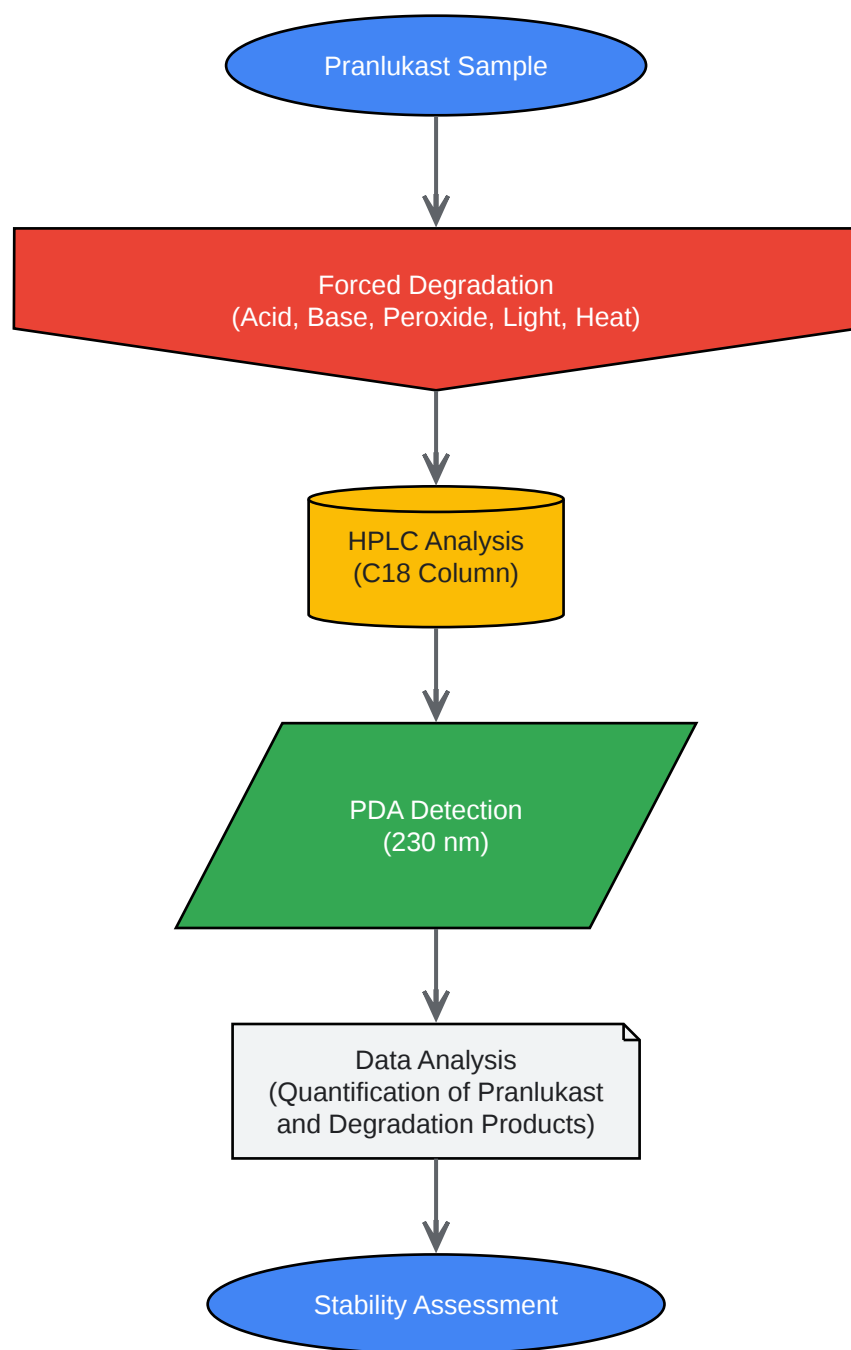 Pranlukast Sample
Forced Degradation
(Acid, Base, Peroxide, Light, Heat)
HPLC Analysis
(C18 Column)
PDA Detection
(230 nm)
Data Analysis
(Quantification of Pranlukast
and Degradation Products)
Stability Assessment